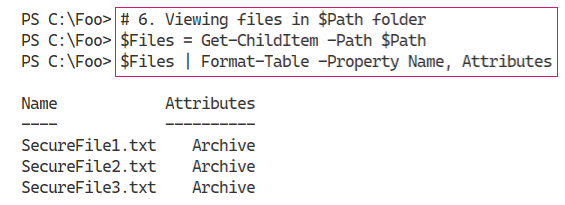 PS C:\Foo> # 6. Viewing files in $Path folder
PS C:\Foo> $Files = Get-ChildItem -Path $Path
PS C:\Foo> $Files | Format-Table -Property Name, Attributes
Name Attributes
---- ----------
SecureFile1.txt Archive
SecureFile2.txt Archive
SecureFile3.txt Archive